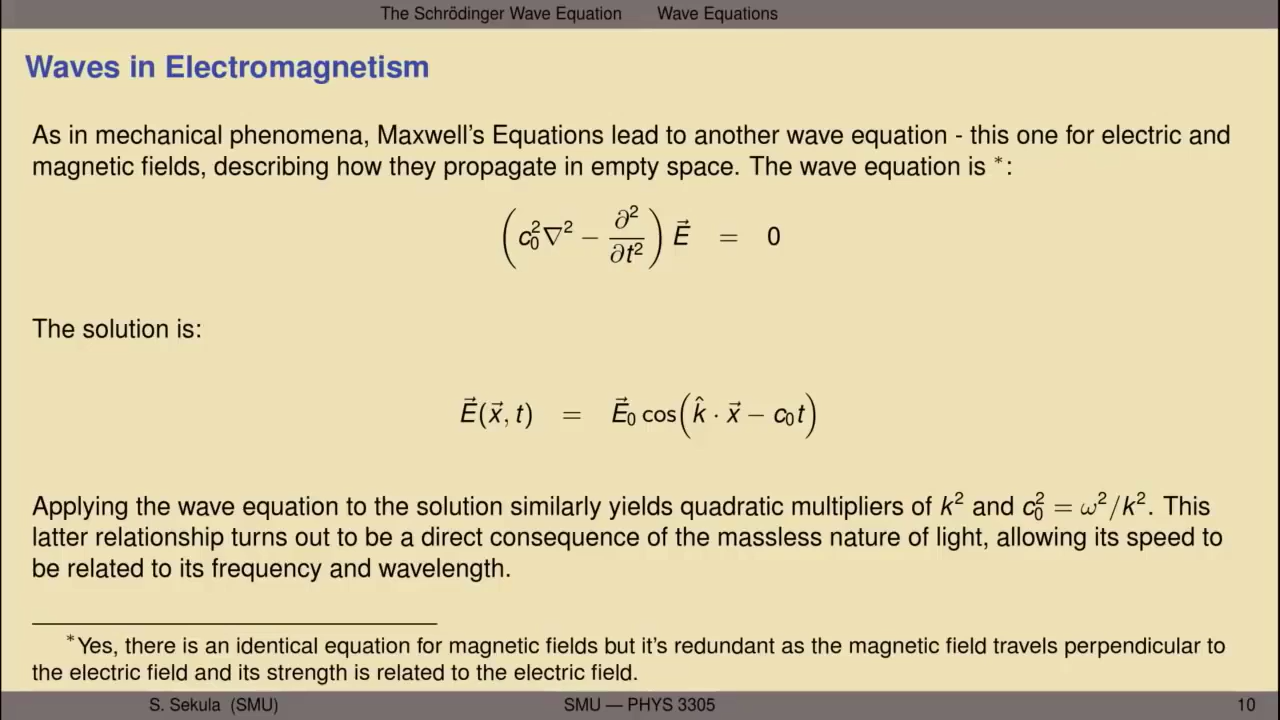 The Schrödinger Wave Equation Wave Equations
Waves in Electromagnetism
As in mechanical phenomena, Maxwell's Equations lead to another wave equation - this one for electric and
magnetic fields, describing how they propagate in empty space. The wave equation is *:
(c₀²∇² − ∂²/∂t²) E⃗ = 0
The solution is:
E⃗(x⃗, t) = E⃗₀ cos(k̂ · x⃗ − c₀t)
Applying the wave equation to the solution similarly yields quadratic multipliers of k² and c₀² = ω²/k². This
latter relationship turns out to be a direct consequence of the massless nature of light, allowing its speed to
be related to its frequency and wavelength.
*Yes, there is an identical equation for magnetic fields but it's redundant as the magnetic field travels perpendicular to
the electric field and its strength is related to the electric field.
S. Sekula (SMU) SMU — PHYS 3305 10